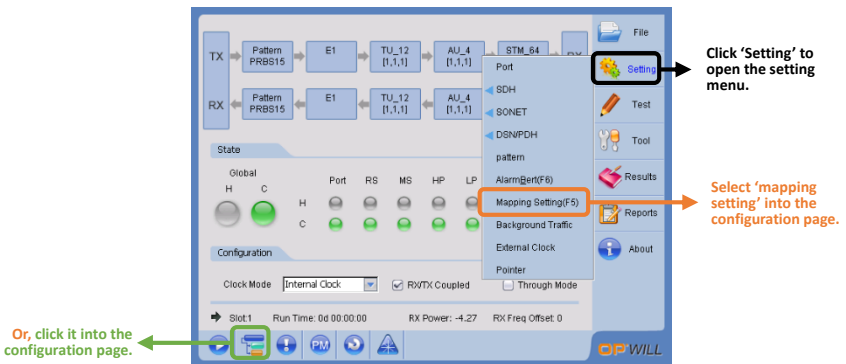 TX
Pattern
PRBS15
E1
TU_12
[1,1,1]
AU_4
[1,1,1]
STM_64
RX
Pattern
PRBS15
E1
TU_12
[1,1,1]
AU_4
[1,1,1]
Port
SDH
SONET
DSN/PDH
pattern
AlarmBert(F6)
Mapping Setting(F5)
Background Traffic
External Clock
Pointer
File
Setting
Test
Tool
Results
Reports
About
Click ‘Setting’ to
open the setting
menu.
Select ‘mapping
setting’ into the
configuration page.
State
Global
H C
Port RS MS HP LP
H
C
Configuration
Clock Mode Internal Clock RX/TX Coupled Through Mode
Slot:1 Run Time: 0d 00:00:00 RX Power: -4.27 RX Freq Offset: 0
PM
OPWILL
Or, click it into the
configuration page.